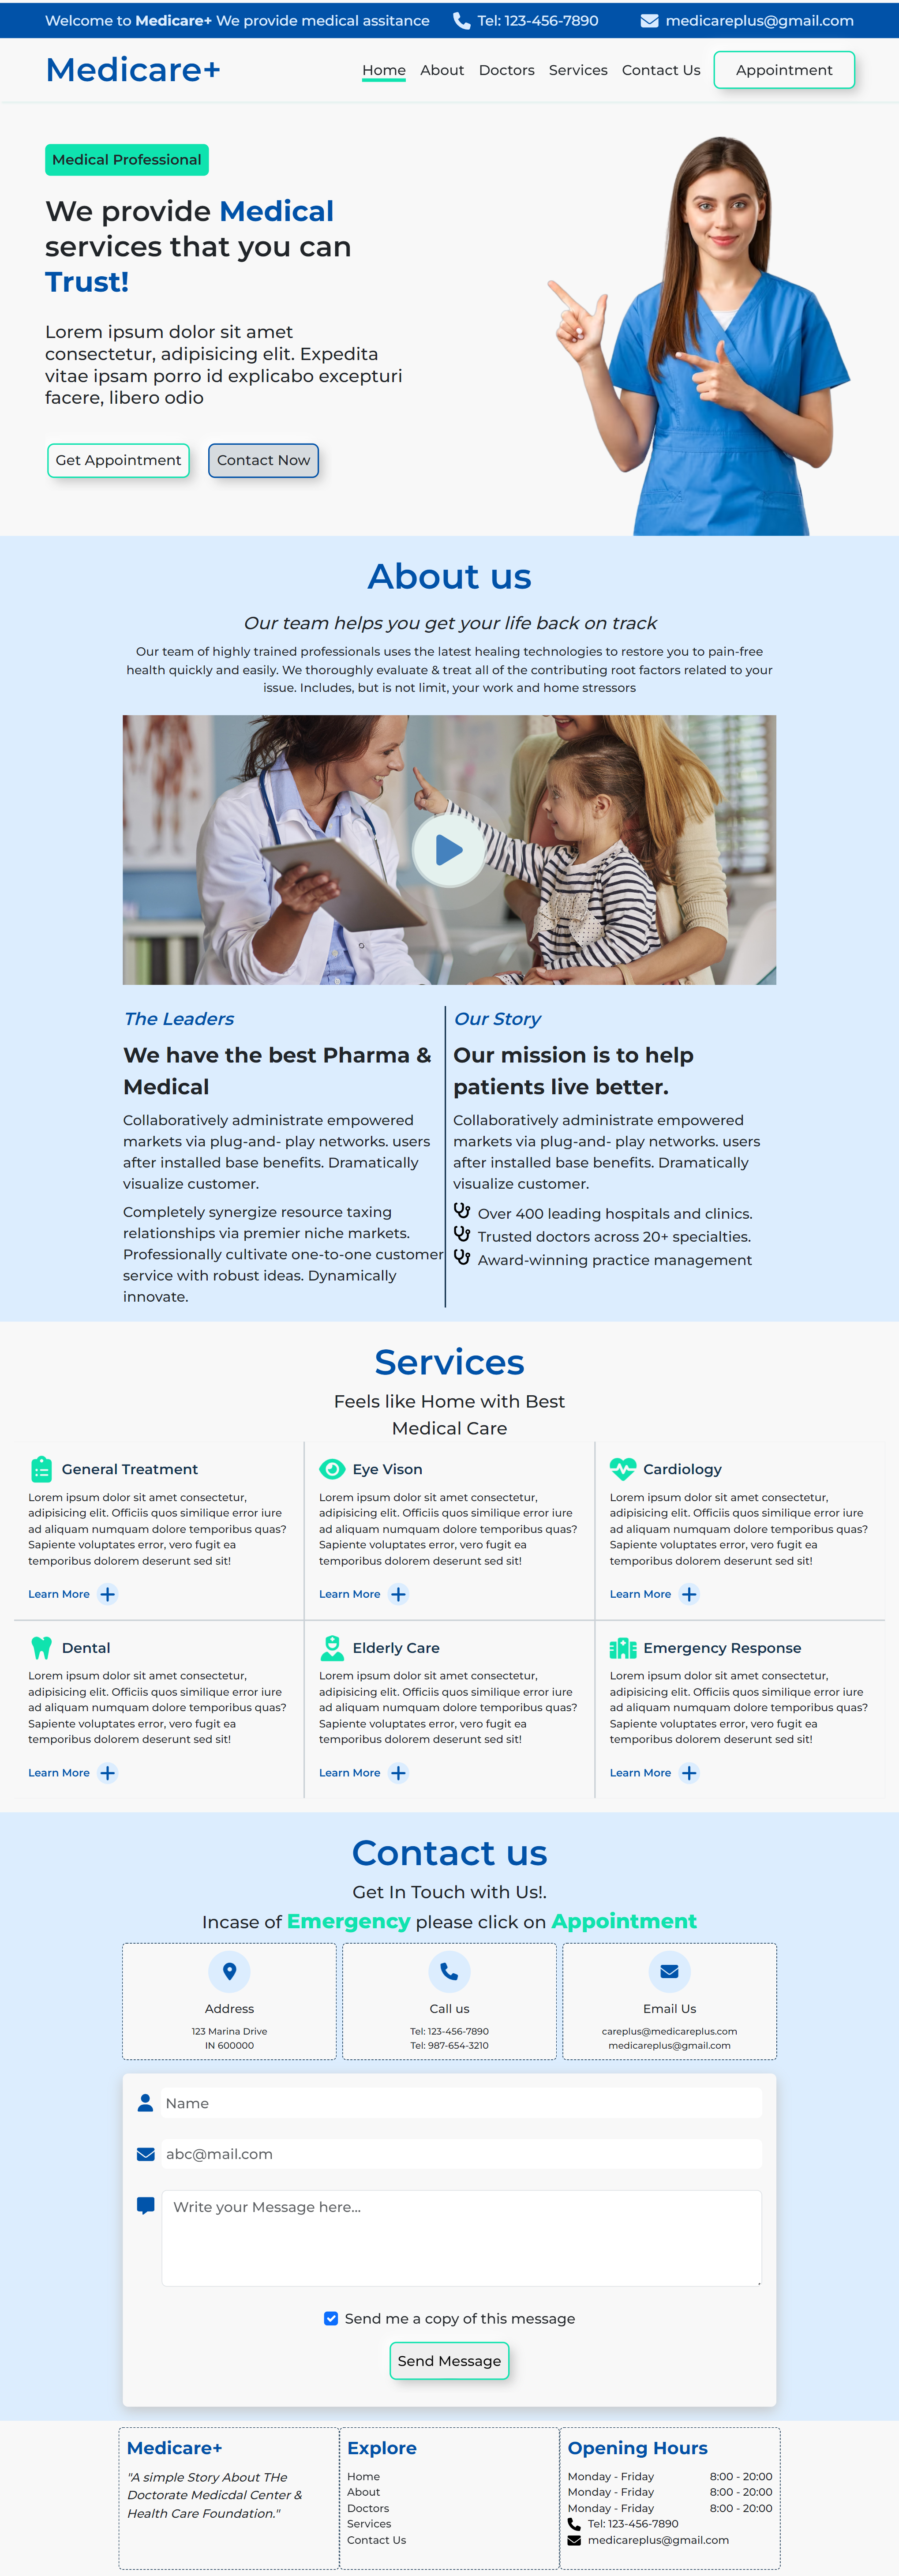 Welcome to Medicare+ We provide medical assitance
Tel: 123-456-7890
medicareplus@gmail.com
Medicare+
Home
About
Doctors
Services
Contact Us
Appointment
Medical Professional
We provide Medical
services that you can
Trust!
Lorem ipsum dolor sit amet
consectetur, adipisicing elit. Expedita
vitae ipsam porro id explicabo excepturi
facere, libero odio
Get Appointment
Contact Now
About us
Our team helps you get your life back on track
Our team of highly trained professionals uses the latest healing technologies to restore you to pain-free
health quickly and easily. We thoroughly evaluate & treat all of the contributing root factors related to your
issue. Includes, but is not limit, your work and home stressors
The Leaders
We have the best Pharma &
Medical
Collaboratively administrate empowered
markets via plug-and- play networks. users
after installed base benefits. Dramatically
visualize customer.
Completely synergize resource taxing
relationships via premier niche markets.
Professionally cultivate one-to-one customer
service with robust ideas. Dynamically
innovate.
Our Story
Our mission is to help
patients live better.
Collaboratively administrate empowered
markets via plug-and- play networks. users
after installed base benefits. Dramatically
visualize customer.
Over 400 leading hospitals and clinics.
Trusted doctors across 20+ specialties.
Award-winning practice management
Services
Feels like Home with Best
Medical Care
General Treatment
Lorem ipsum dolor sit amet consectetur,
adipisicing elit. Officiis quos similique error iure
ad aliquam numquam dolore temporibus quas?
Sapiente voluptates error, vero fugit ea
temporibus dolorem deserunt sed sit!
Learn More
Eye Vison
Lorem ipsum dolor sit amet consectetur,
adipisicing elit. Officiis quos similique error iure
ad aliquam numquam dolore temporibus quas?
Sapiente voluptates error, vero fugit ea
temporibus dolorem deserunt sed sit!
Learn More
Cardiology
Lorem ipsum dolor sit amet consectetur,
adipisicing elit. Officiis quos similique error iure
ad aliquam numquam dolore temporibus quas?
Sapiente voluptates error, vero fugit ea
temporibus dolorem deserunt sed sit!
Learn More
Dental
Lorem ipsum dolor sit amet consectetur,
adipisicing elit. Officiis quos similique error iure
ad aliquam numquam dolore temporibus quas?
Sapiente voluptates error, vero fugit ea
temporibus dolorem deserunt sed sit!
Learn More
Elderly Care
Lorem ipsum dolor sit amet consectetur,
adipisicing elit. Officiis quos similique error iure
ad aliquam numquam dolore temporibus quas?
Sapiente voluptates error, vero fugit ea
temporibus dolorem deserunt sed sit!
Learn More
Emergency Response
Lorem ipsum dolor sit amet consectetur,
adipisicing elit. Officiis quos similique error iure
ad aliquam numquam dolore temporibus quas?
Sapiente voluptates error, vero fugit ea
temporibus dolorem deserunt sed sit!
Learn More
Contact us
Get In Touch with Us!.
Incase of Emergency please click on Appointment
Address
123 Marina Drive
IN 600000
Call us
Tel: 123-456-7890
Tel: 987-654-3210
Email Us
careplus@medicareplus.com
medicareplus@gmail.com
Name
abc@mail.com
Write your Message here...
Send me a copy of this message
Send Message
Medicare+
"A simple Story About THe
Doctorate Medicdal Center &
Health Care Foundation."
Explore
Home
About
Doctors
Services
Contact Us
Opening Hours
Monday - Friday 8:00 - 20:00
Monday - Friday 8:00 - 20:00
Monday - Friday 8:00 - 20:00
Tel: 123-456-7890
medicareplus@gmail.com